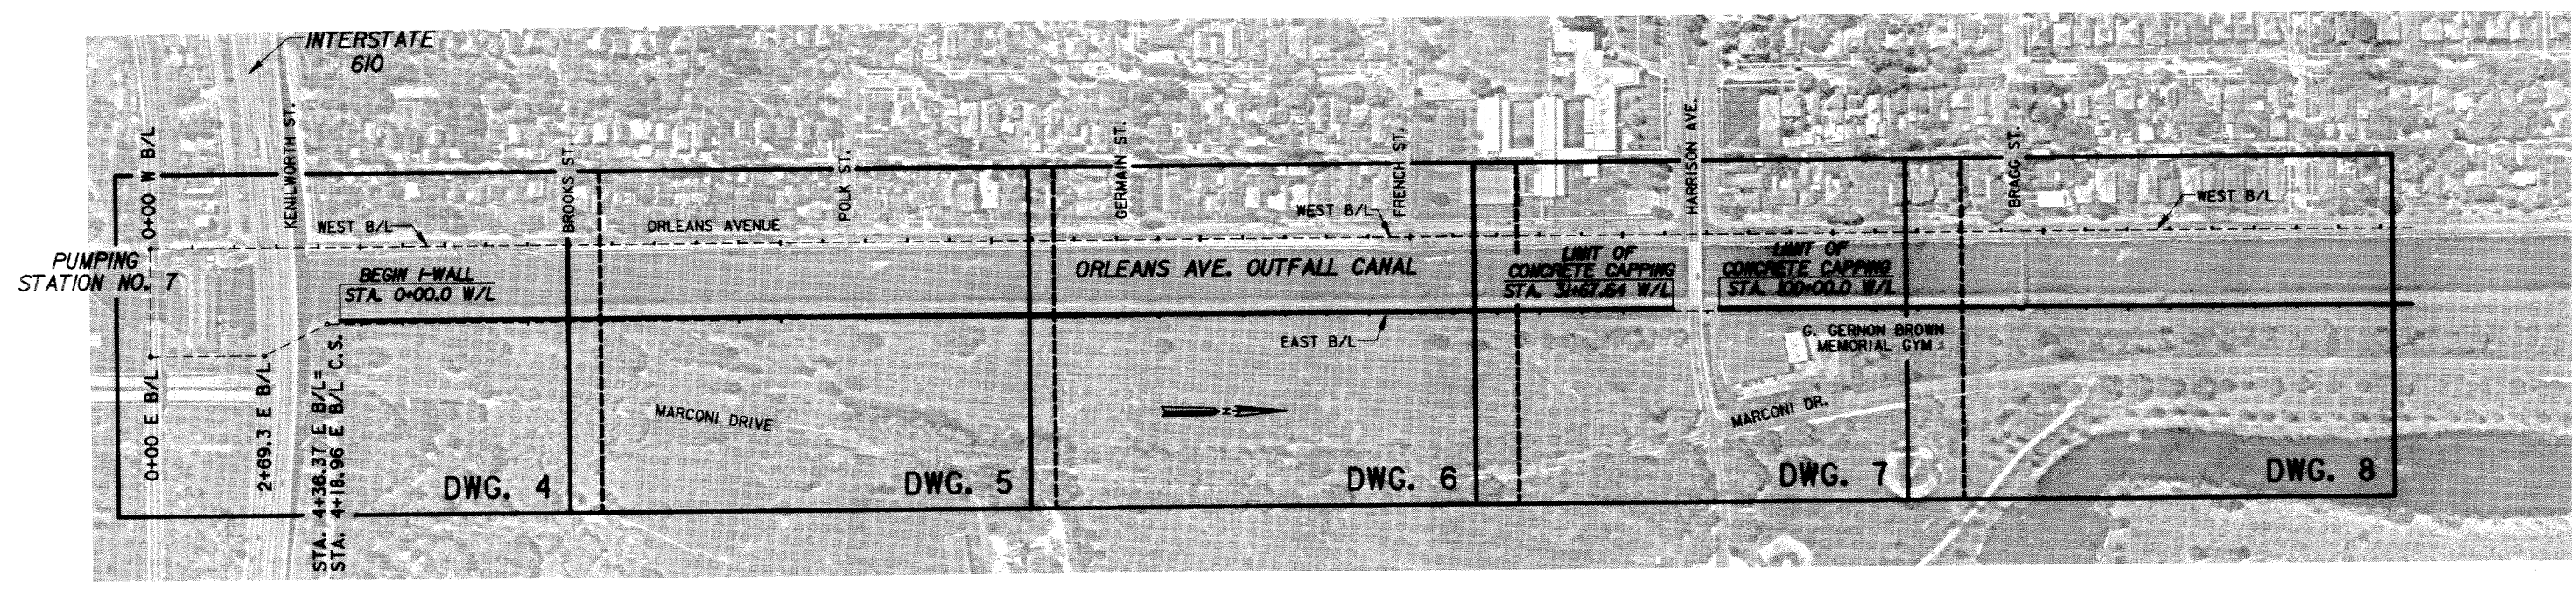 INTERSTATE
610
KENILWORTH ST.
0+00 W B/L
PUMPING
STATION NO. 7
WEST B/L
BEGIN I-WALL
STA. 0+00.0 W/L
0+00 E B/L
2+69.3 E B/L
STA. 4+36.37 E B/L=
STA. 4+18.96 E B/L C.S.
DWG. 4
BROOKS ST.
ORLEANS AVENUE
POLK ST.
MARCONI DRIVE
DWG. 5
GERMAIN ST.
WEST B/L
FRENCH ST.
ORLEANS AVE. OUTFALL CANAL
EAST B/L
N
DWG. 6
HARRISON AVE.
LIMIT OF
CONCRETE CAPPING
STA. 31+67.64 W/L
LIMIT OF
CONCRETE CAPPING
STA. 100+00.0 W/L
G. GERNON BROWN
MEMORIAL GYM
MARCONI DR.
DWG. 7
BRAGG ST.
WEST B/L
DWG. 8